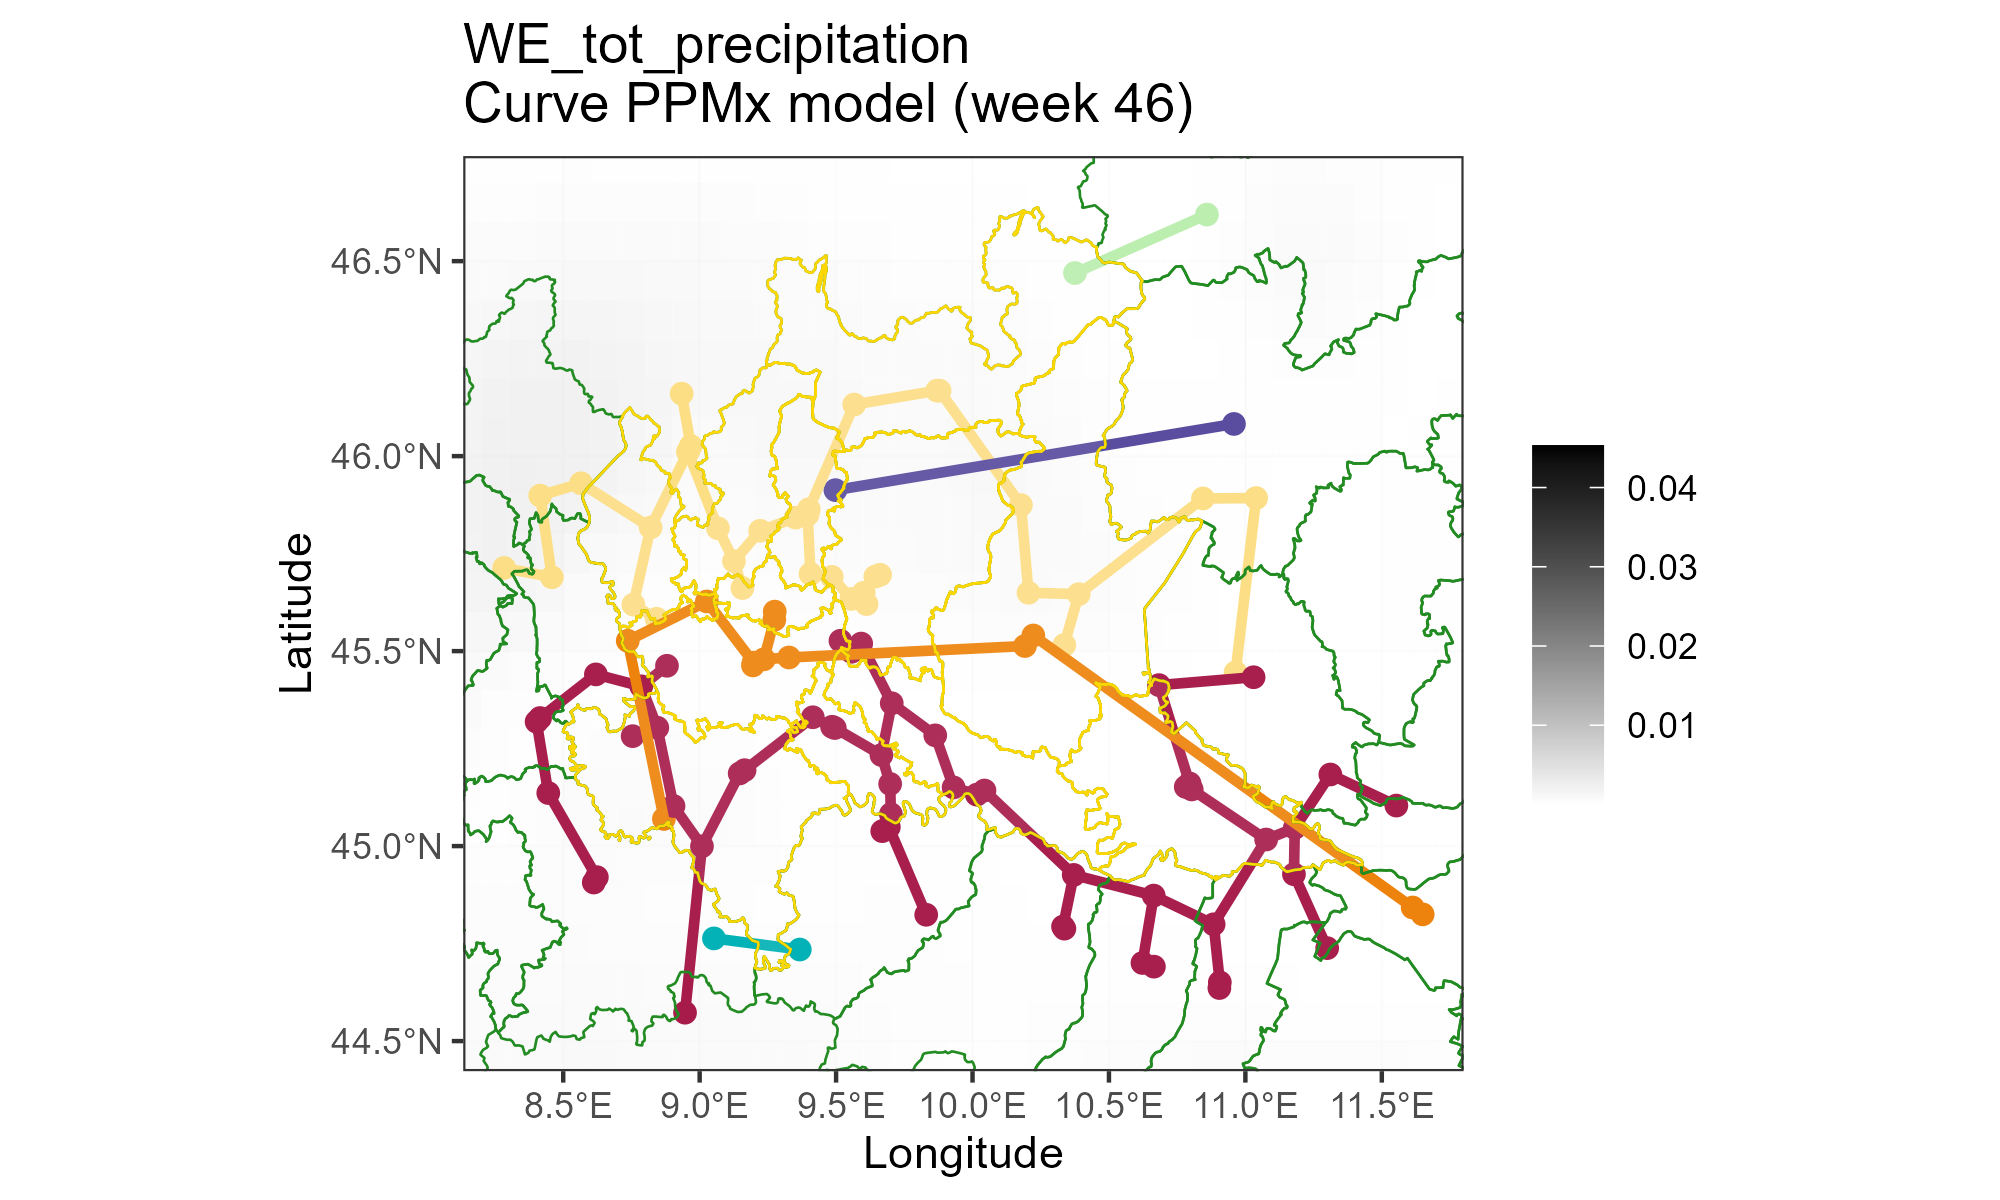 WE_tot_precipitation
Curve PPMx model (week 46)
46.5°N
46.0°N
45.5°N
45.0°N
44.5°N
Latitude
8.5°E 9.0°E 9.5°E 10.0°E 10.5°E 11.0°E 11.5°E
Longitude
0.04
0.03
0.02
0.01